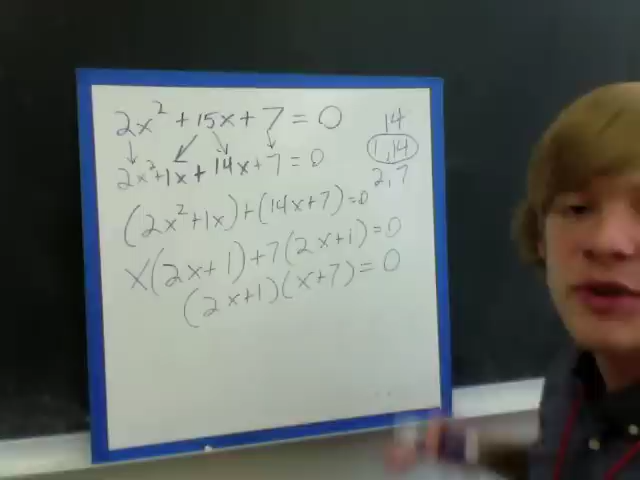 2x² + 15x + 7 = 0
2x² + 1x + 14x + 7 = 0
(2x² + 1x) + (14x + 7) = 0
x(2x + 1) + 7(2x + 1) = 0
(2x + 1)(x + 7) = 0
14
1, 14
2, 7